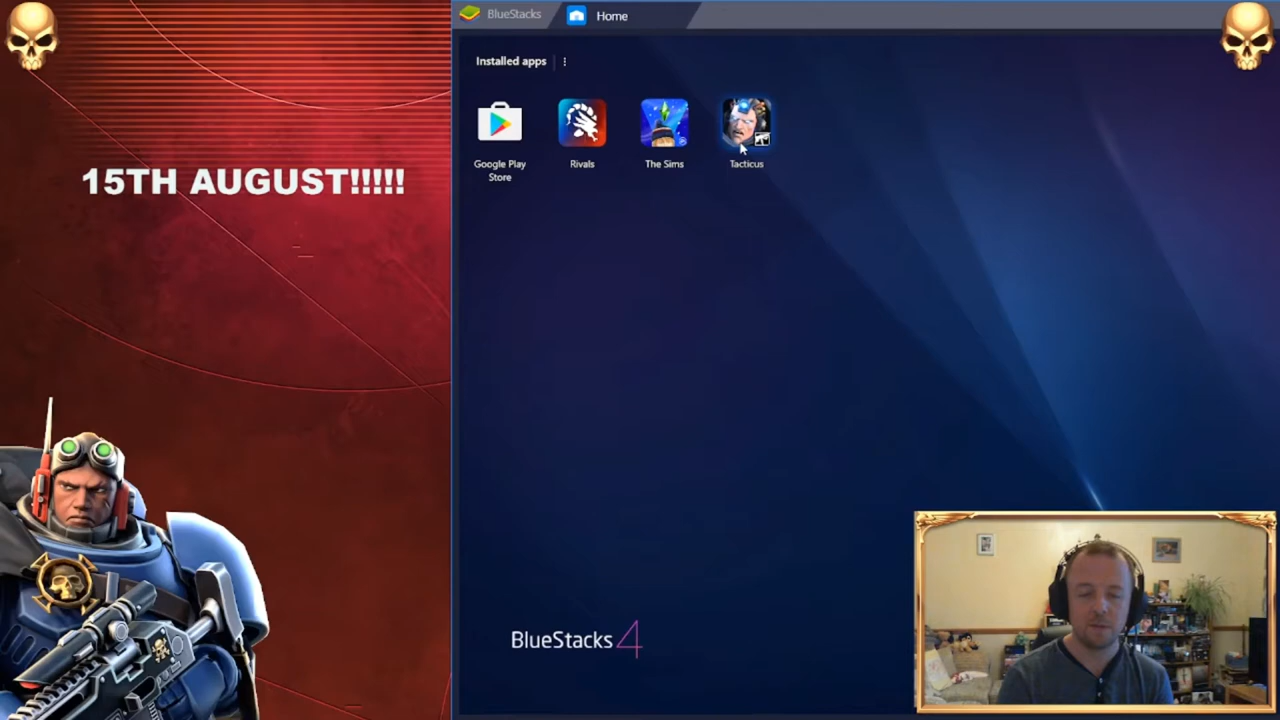 BlueStacks
Home
Installed apps
Google Play
Store
Rivals
The Sims
Tacticus
15TH AUGUST!!!!!
BlueStacks 4